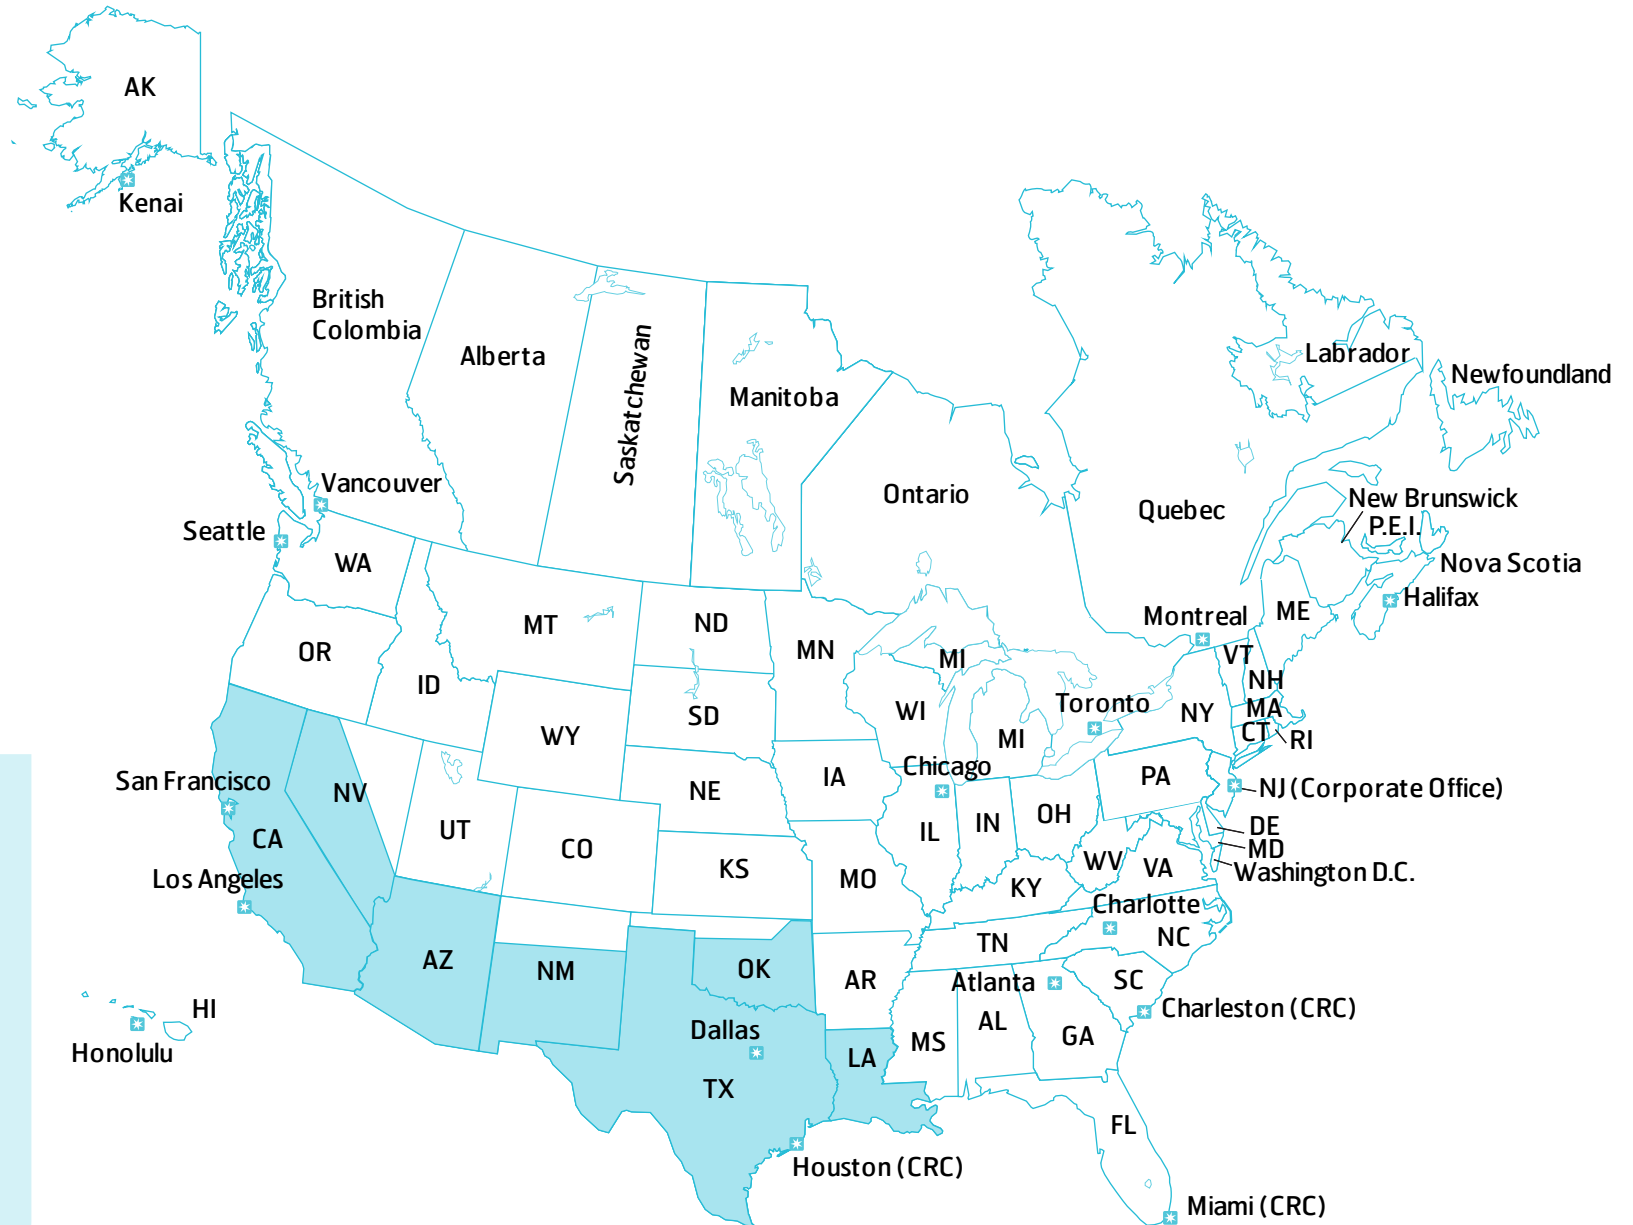 AK
Kenai
British
Colombia
Alberta
Saskatchewan
Manitoba
Labrador
Newfoundland
Ontario
Quebec
New Brunswick
P.E.I.
Nova Scotia
Halifax
Vancouver
Seattle
WA
Montreal
ME
MT
ND
MN
OR
ID
MI
VT
NH
WI
SD
WY
MI
Toronto
NY
MA
CT
RI
San Francisco
NV
NE
IA
Chicago
PA
NJ (Corporate Office)
CA
UT
CO
KS
MO
IL
IN
OH
DE
MD
WV
VA
Washington D.C.
Los Angeles
KY
Charlotte
NC
TN
AZ
NM
OK
AR
Atlanta
SC
Charleston (CRC)
HI
Honolulu
Dallas
TX
LA
MS
AL
GA
FL
Houston (CRC)
Miami (CRC)